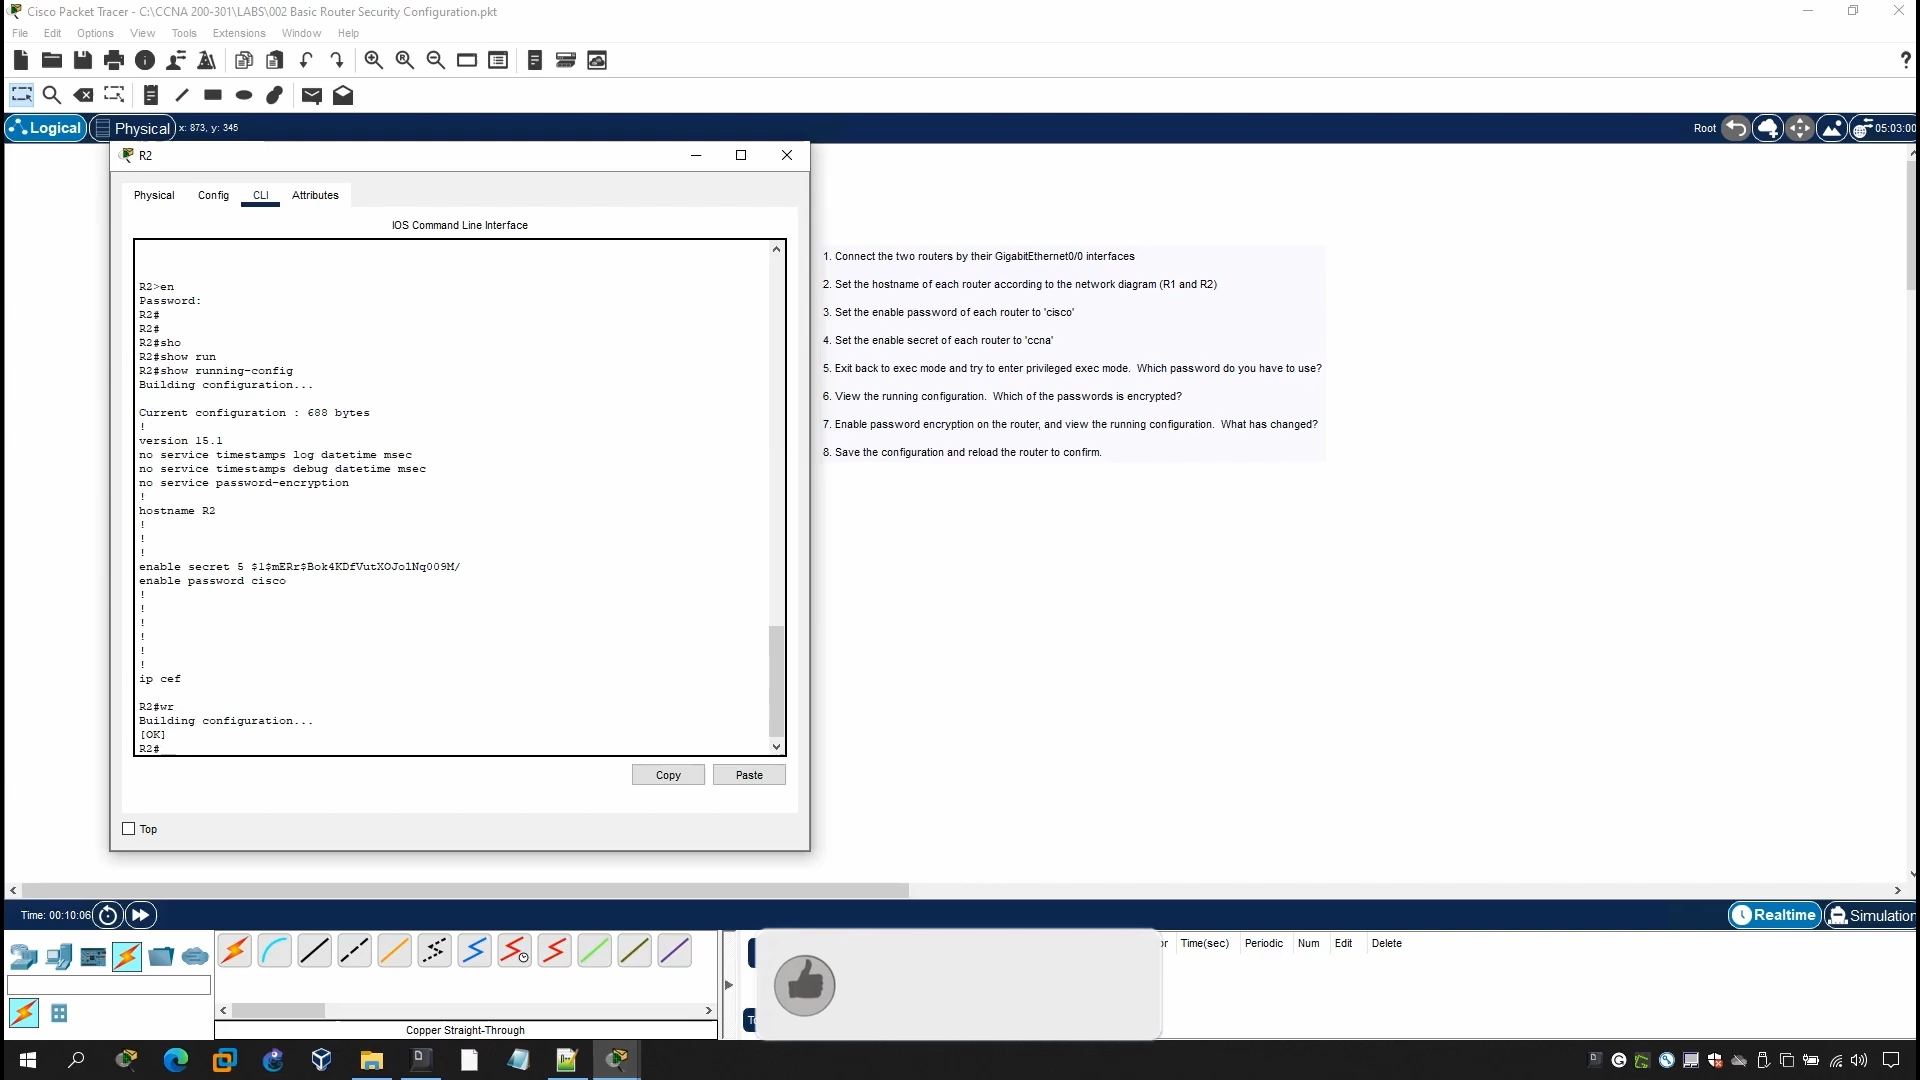 Cisco Packet Tracer - C:\CCNA 200-301\LABS\002 Basic Router Security Configuration.pkt
File Edit Options View Tools Extensions Window Help
?
Logical Physical x: 873, y: 345 Root 05:03:00
R2
Physical Config CLI Attributes
IOS Command Line Interface
R2>en
Password:
R2#
R2#
R2#sho
R2#show run
R2#show running-config
Building configuration...
Current configuration : 688 bytes
!
version 15.1
no service timestamps log datetime msec
no service timestamps debug datetime msec
no service password-encryption
!
hostname R2
!
!
!
enable secret 5 $1$mERr$Bok4KDfVutXOJolNq009M/
enable password cisco
!
!
!
!
!
!
ip cef
R2#wr
Building configuration...
[OK]
R2#
Copy Paste
Top
1. Connect the two routers by their GigabitEthernet0/0 interfaces
2. Set the hostname of each router according to the network diagram (R1 and R2)
3. Set the enable password of each router to 'cisco'
4. Set the enable secret of each router to 'ccna'
5. Exit back to exec mode and try to enter privileged exec mode. Which password do you have to use?
6. View the running configuration. Which of the passwords is encrypted?
7. Enable password encryption on the router, and view the running configuration. What has changed?
8. Save the configuration and reload the router to confirm.
Time: 00:10:06 Realtime Simulation
Time(sec) Periodic Num Edit Delete
Copper Straight-Through